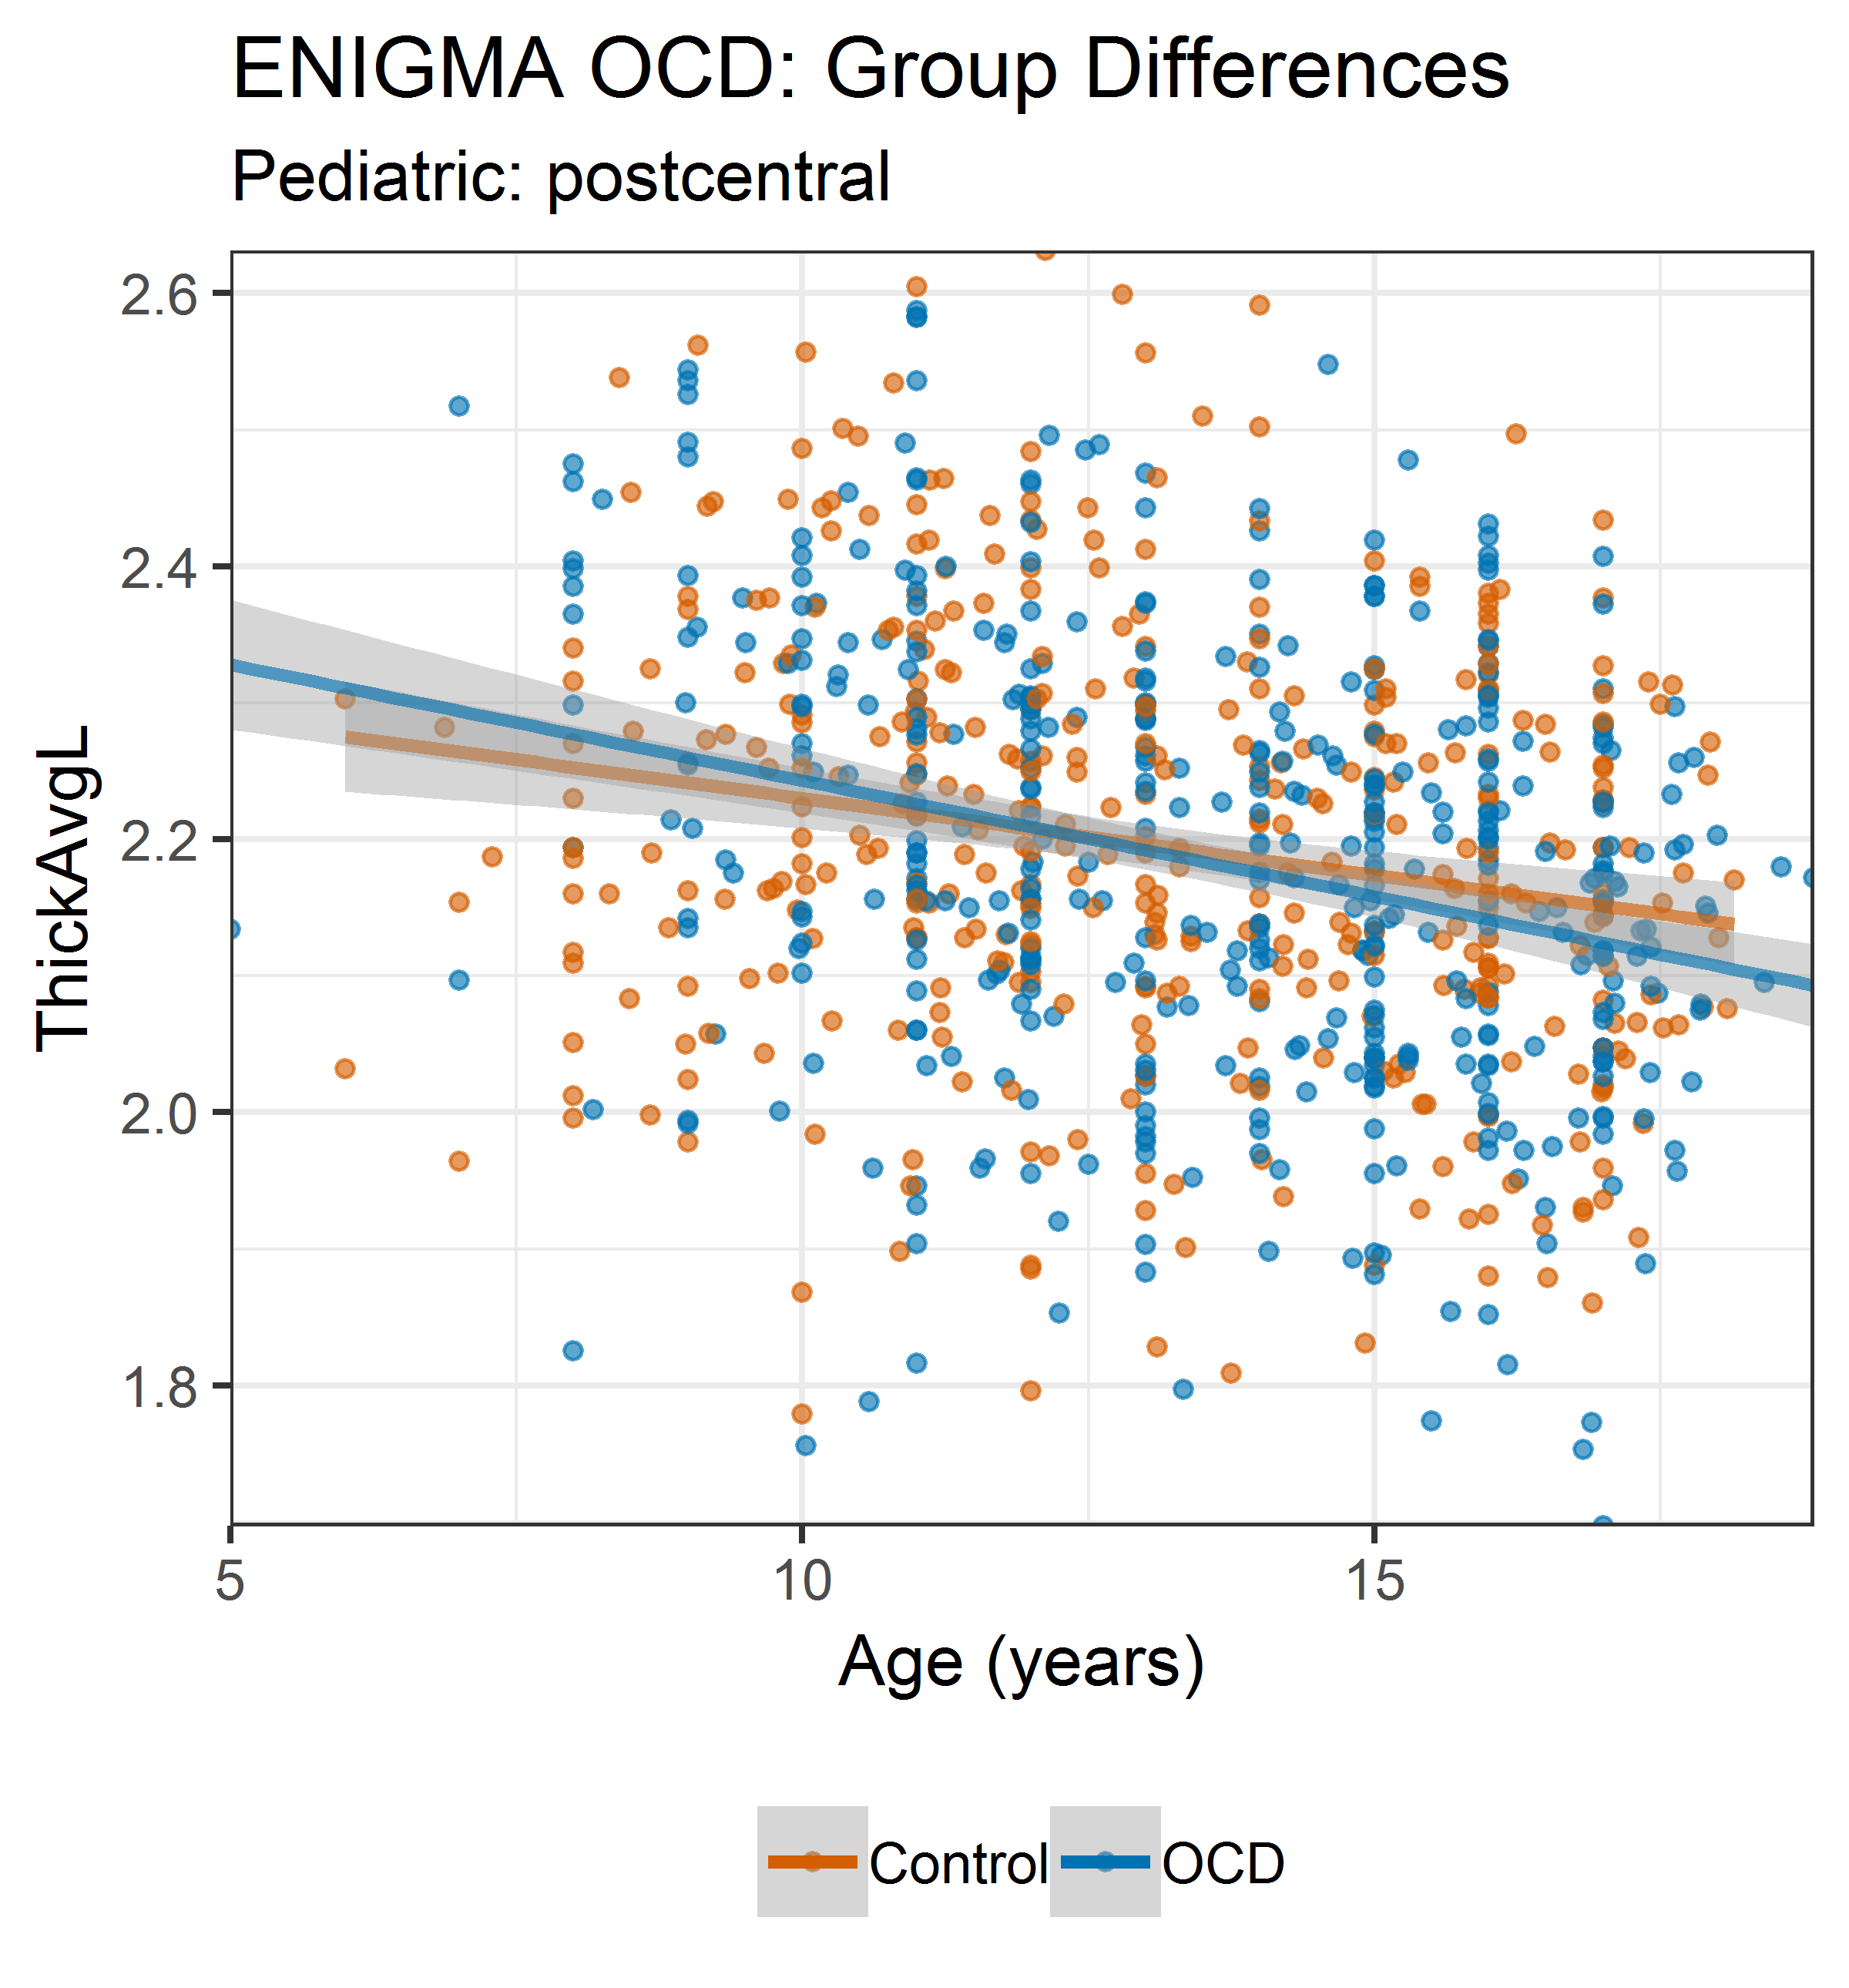 ENIGMA OCD: Group Differences
Pediatric: postcentral
2.6
2.4
2.2
2.0
1.8
ThickAvgL
5 10 15
Age (years)
Control OCD